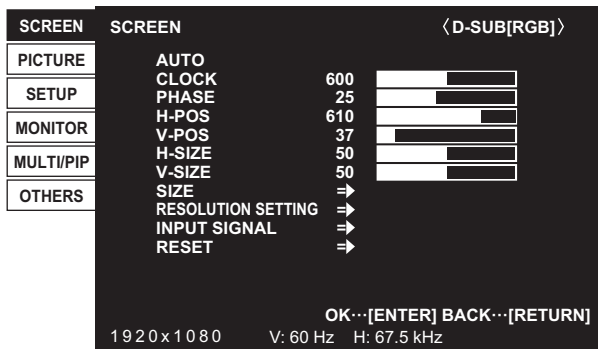 SCREEN
PICTURE
SETUP
MONITOR
MULTI/PIP
OTHERS
SCREEN 〈D-SUB[RGB]〉
AUTO
CLOCK 600
PHASE 25
H-POS 610
V-POS 37
H-SIZE 50
V-SIZE 50
SIZE
RESOLUTION SETTING
INPUT SIGNAL
RESET
OK···[ENTER] BACK···[RETURN]
1920x1080 V: 60 Hz H: 67.5 kHz